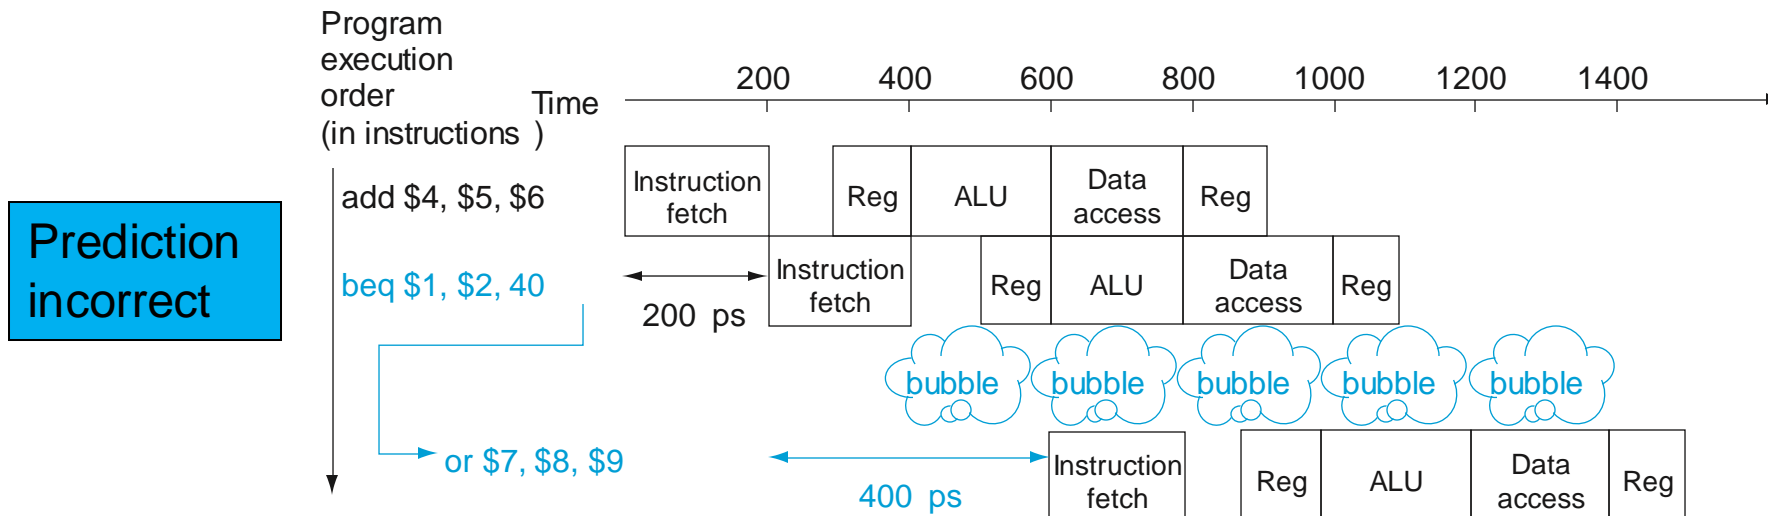 Program
execution
order
(in instructions )
Time
200 400 600 800 1000 1200 1400
Prediction
incorrect
add $4, $5, $6
Instruction
fetch
Reg
ALU
Data
access
Reg
beq $1, $2, 40
200 ps
Instruction
fetch
Reg
ALU
Data
access
Reg
bubble bubble bubble bubble bubble
or $7, $8, $9
400 ps
Instruction
fetch
Reg
ALU
Data
access
Reg